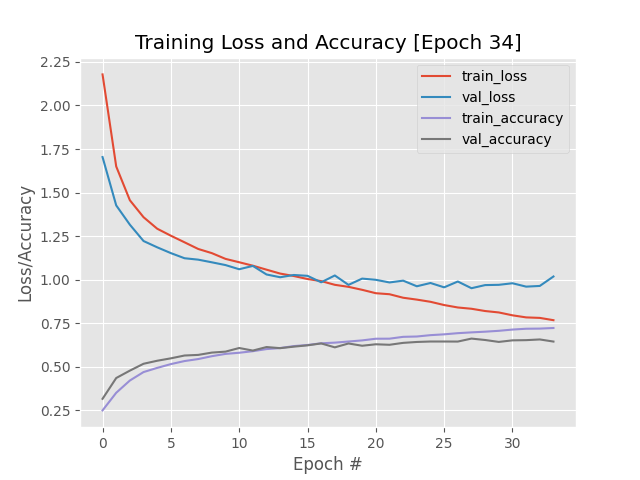 Training Loss and Accuracy [Epoch 34]
train_loss
val_loss
train_accuracy
val_accuracy
Loss/Accuracy
2.25
2.00
1.75
1.50
1.25
1.00
0.75
0.50
0.25
0 5 10 15 20 25 30
Epoch #